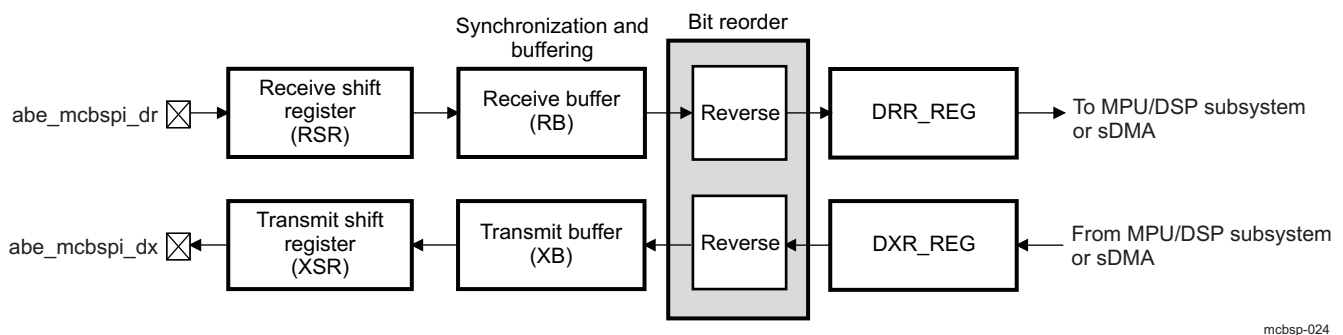 Bit reorder
Synchronization and
buffering
abe_mcbspi_dr
Receive shift
register
(RSR)
Receive buffer
(RB)
Reverse
DRR_REG
To MPU/DSP subsystem
or sDMA
abe_mcbspi_dx
Transmit shift
register
(XSR)
Transmit buffer
(XB)
Reverse
DXR_REG
From MPU/DSP subsystem
or sDMA
mcbsp-024